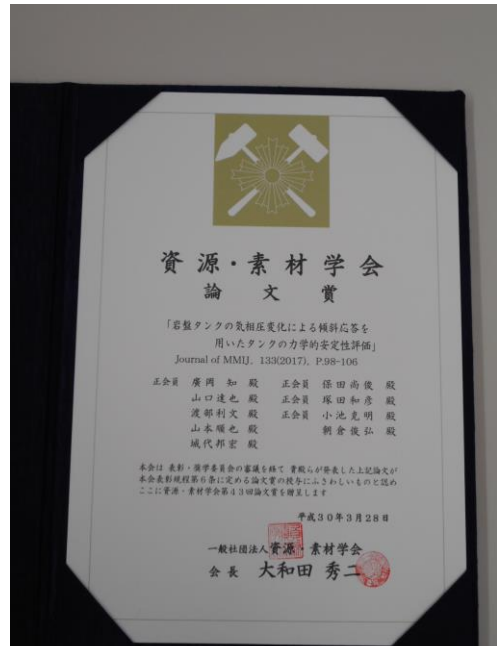 資源・素材学会
論文賞
「岩盤タンクの気相圧変化による傾斜応答を
用いたタンクの力学的安定性評価」
Journal of MMIJ, 133(2017), P.98-106
正会員 廣岡 知 殿 正会員 保田尚俊 殿
山口達也 殿 正会員 塚田和彦 殿
渡部利文 殿 正会員 小池克明 殿
山本順也 殿 朝倉俊弘 殿
城代邦宏 殿
本会は 表彰・奨学委員会の審議を経て 貴殿らが発表した上記論文が
本会表彰規程第6条に定める論文賞の授与にふさわしいものと認め
ここに資源・素材学会第43回論文賞を贈呈します
平成30年3月28日
一般社団法人資源・素材学会
会長 大和田 秀二